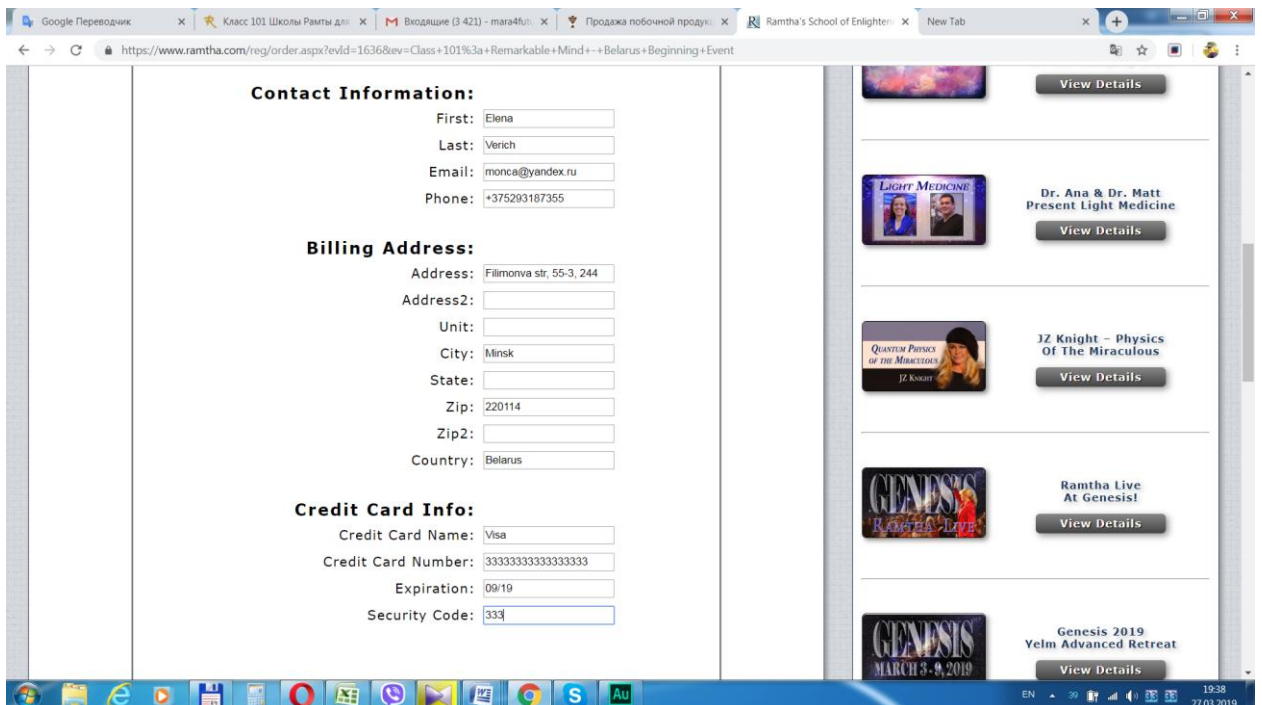 Google Переводчик
Класс 101 Школы Рамты для
Входящие (3 421) - mara4fut
Продажа побочной продукц
Ramtha's School of Enlighten
New Tab
https://www.ramtha.com/reg/order.aspx?evId=1636&ev=Class+101%3a+Remarkable+Mind+-+Belarus+Beginning+Event
Contact Information:
First: Elena
Last: Verich
Email: monca@yandex.ru
Phone: +375293187355
Billing Address:
Address: Filimonva str, 55-3, 244
Address2:
Unit:
City: Minsk
State:
Zip: 220114
Zip2:
Country: Belarus
Credit Card Info:
Credit Card Name: Visa
Credit Card Number: 33333333333333333
Expiration: 09/19
Security Code: 333
View Details
LIGHT MEDICINE
Dr. Ana & Dr. Matt
Present Light Medicine
View Details
QUANTUM PHYSICS
OF THE MIRACULOUS
JZ KNIGHT
JZ Knight – Physics
Of The Miraculous
View Details
GENESIS
RAMTHA - LIVE
Ramtha Live
At Genesis!
View Details
GENESIS
MARCH 3-9, 2019
Genesis 2019
Yelm Advanced Retreat
View Details
Au
EN
39
33
33
19:38
27.03.2019